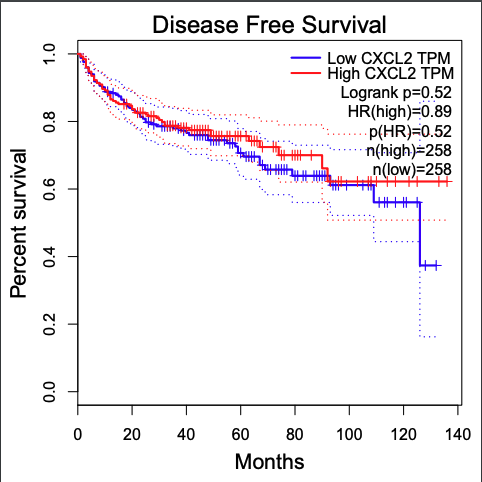 Disease Free Survival
Low CXCL2 TPM
High CXCL2 TPM
Logrank p=0.52
HR(high)=0.89
p(HR)=0.52
n(high)=258
n(low)=258
Percent survival
1.0
0.8
0.6
0.4
0.2
0.0
0 20 40 60 80 100 120 140
Months